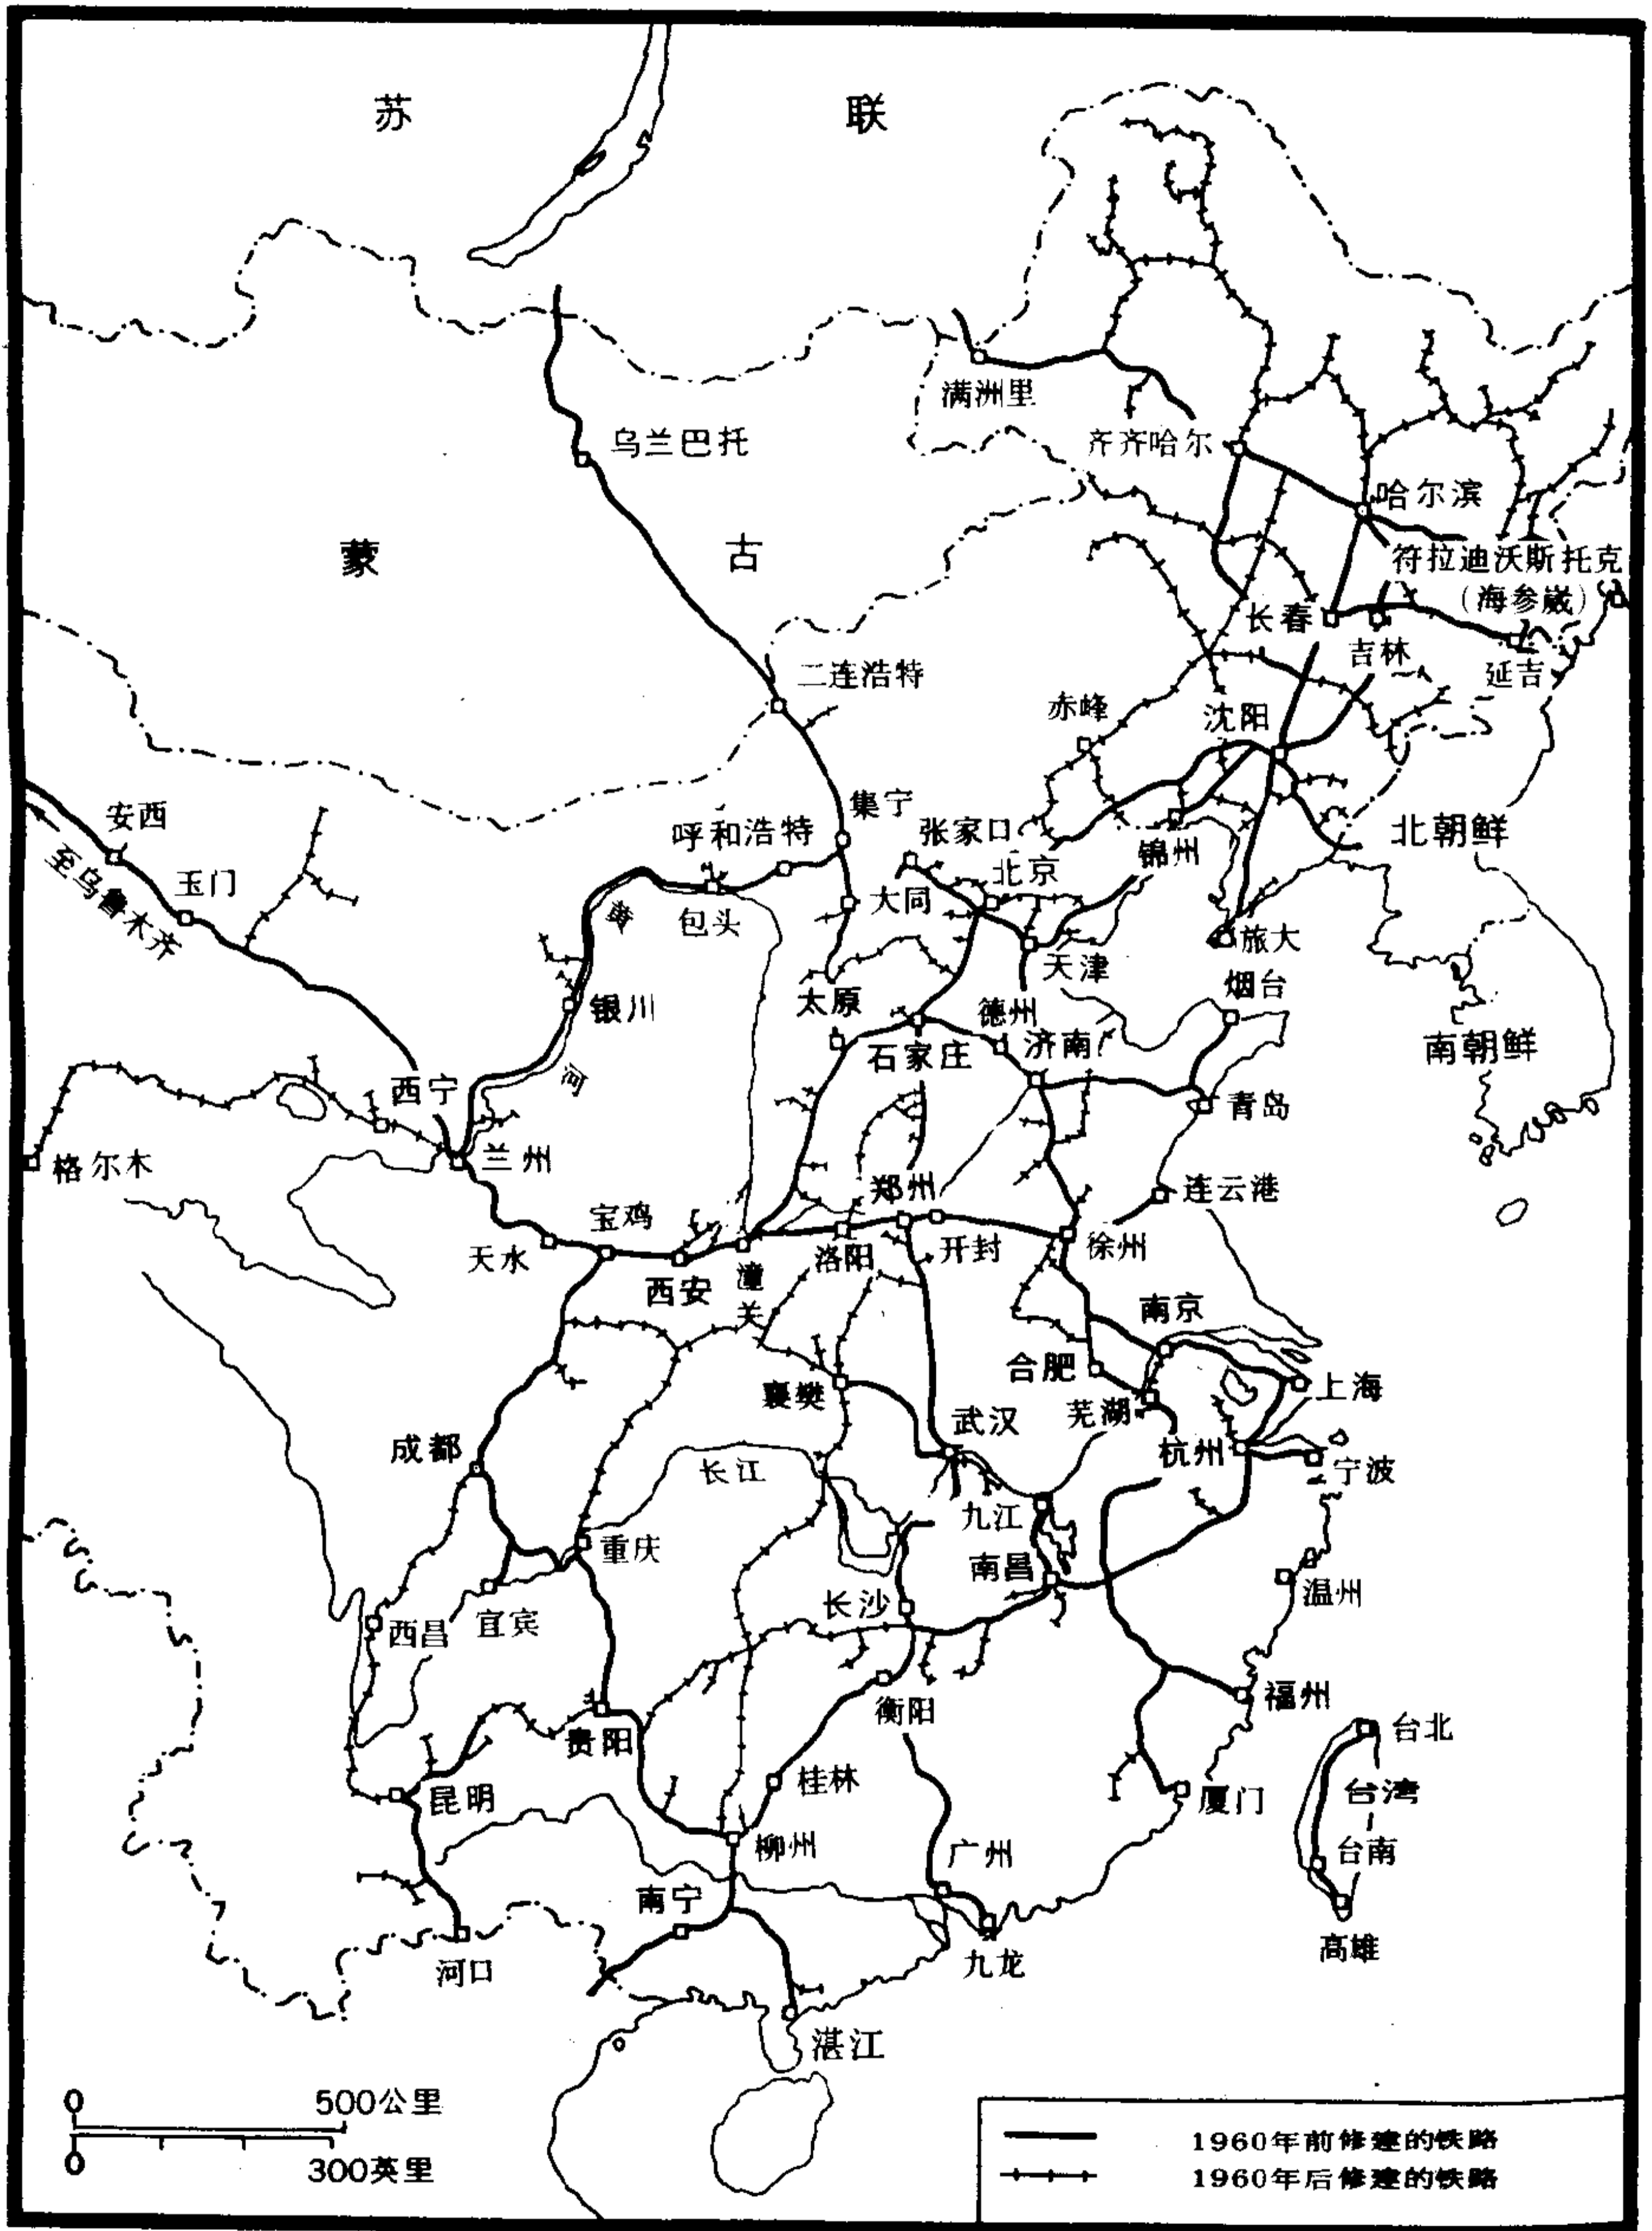 苏 联
满洲里
齐齐哈尔
乌兰巴托
哈尔滨
蒙 古
符拉迪沃斯托克
(海参崴)
长春
吉林
延吉
二连浩特
赤峰
沈阳
安西
集宁
呼和浩特
张家口
北京
锦州
北朝鲜
至乌鲁木齐
玉门
黄
包头
大同
天津
旅大
烟台
太原
银川
德州
济南
石家庄
南朝鲜
河
西宁
青岛
格尔木
兰州
郑州
连云港
宝鸡
天水
洛阳
开封
徐州
西安
潼
关
南京
合肥
襄樊
上海
芜湖
武汉
成都
杭州
长江
宁波
九江
重庆
南昌
温州
长沙
西昌
宜宾
福州
衡阳
贵阳
台北
桂林
台湾
昆明
厦门
柳州
广州
台南
南宁
高雄
九龙
河口
湛江
0 500公里
0 300英里
1960年前修建的铁路
1960年后修建的铁路